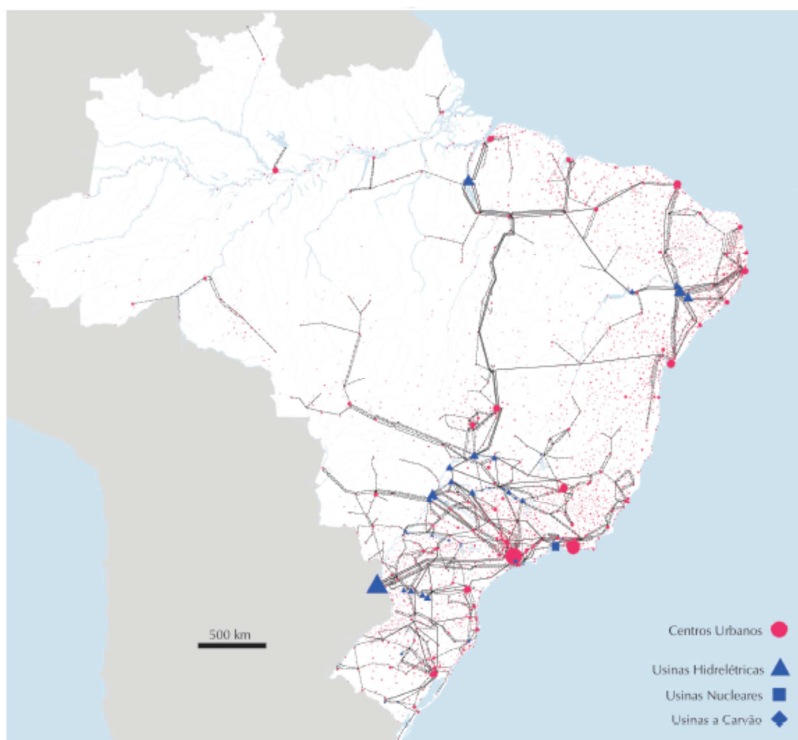 500 km
Centros Urbanos
Usinas Hidrelétricas
Usinas Nucleares
Usinas a Carvão